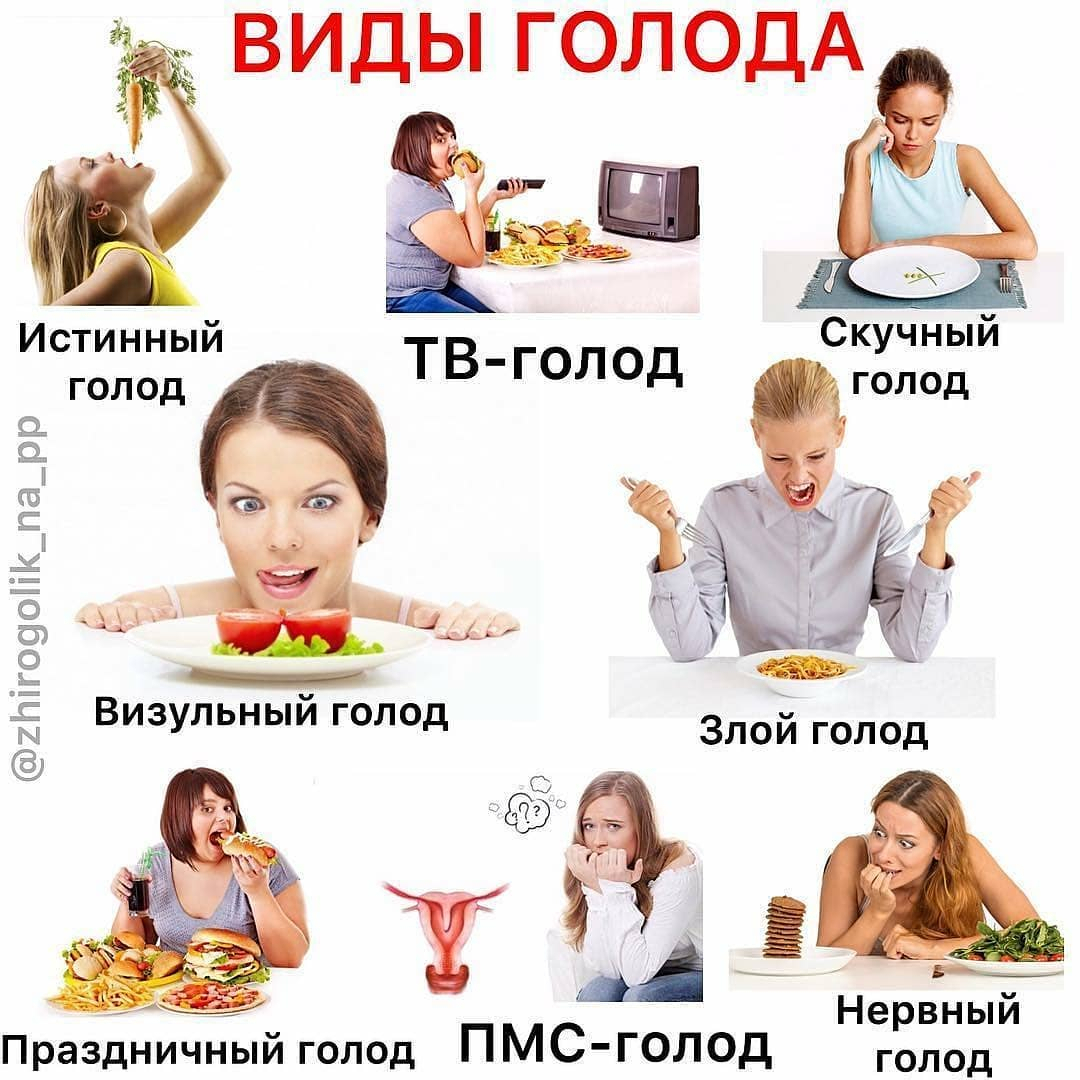 ВИДЫ ГОЛОДА
Истинный
голод
ТВ-голод
Скучный
голод
@zhirogolik_na_pp
Визульный голод
Злой голод
???
Праздничный голод
ПМС-голод
Нервный
голод